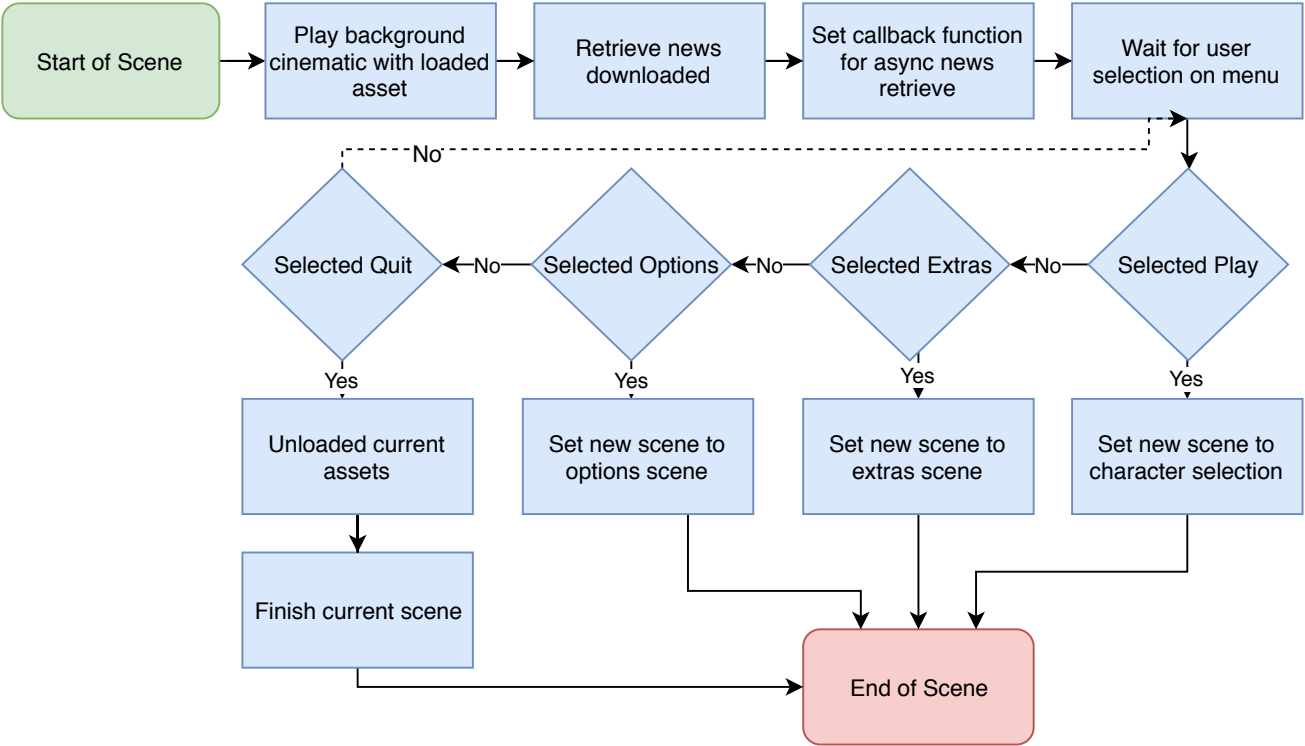 Start of Scene
Play background
cinematic with loaded
asset
Retrieve news
downloaded
Set callback function
for async news
retrieve
Wait for user
selection on menu
No
Selected Quit
No
Selected Options
No
Selected Extras
No
Selected Play
Yes
Yes
Yes
Yes
Unloaded current
assets
Set new scene to
options scene
Set new scene to
extras scene
Set new scene to
character selection
Finish current scene
End of Scene